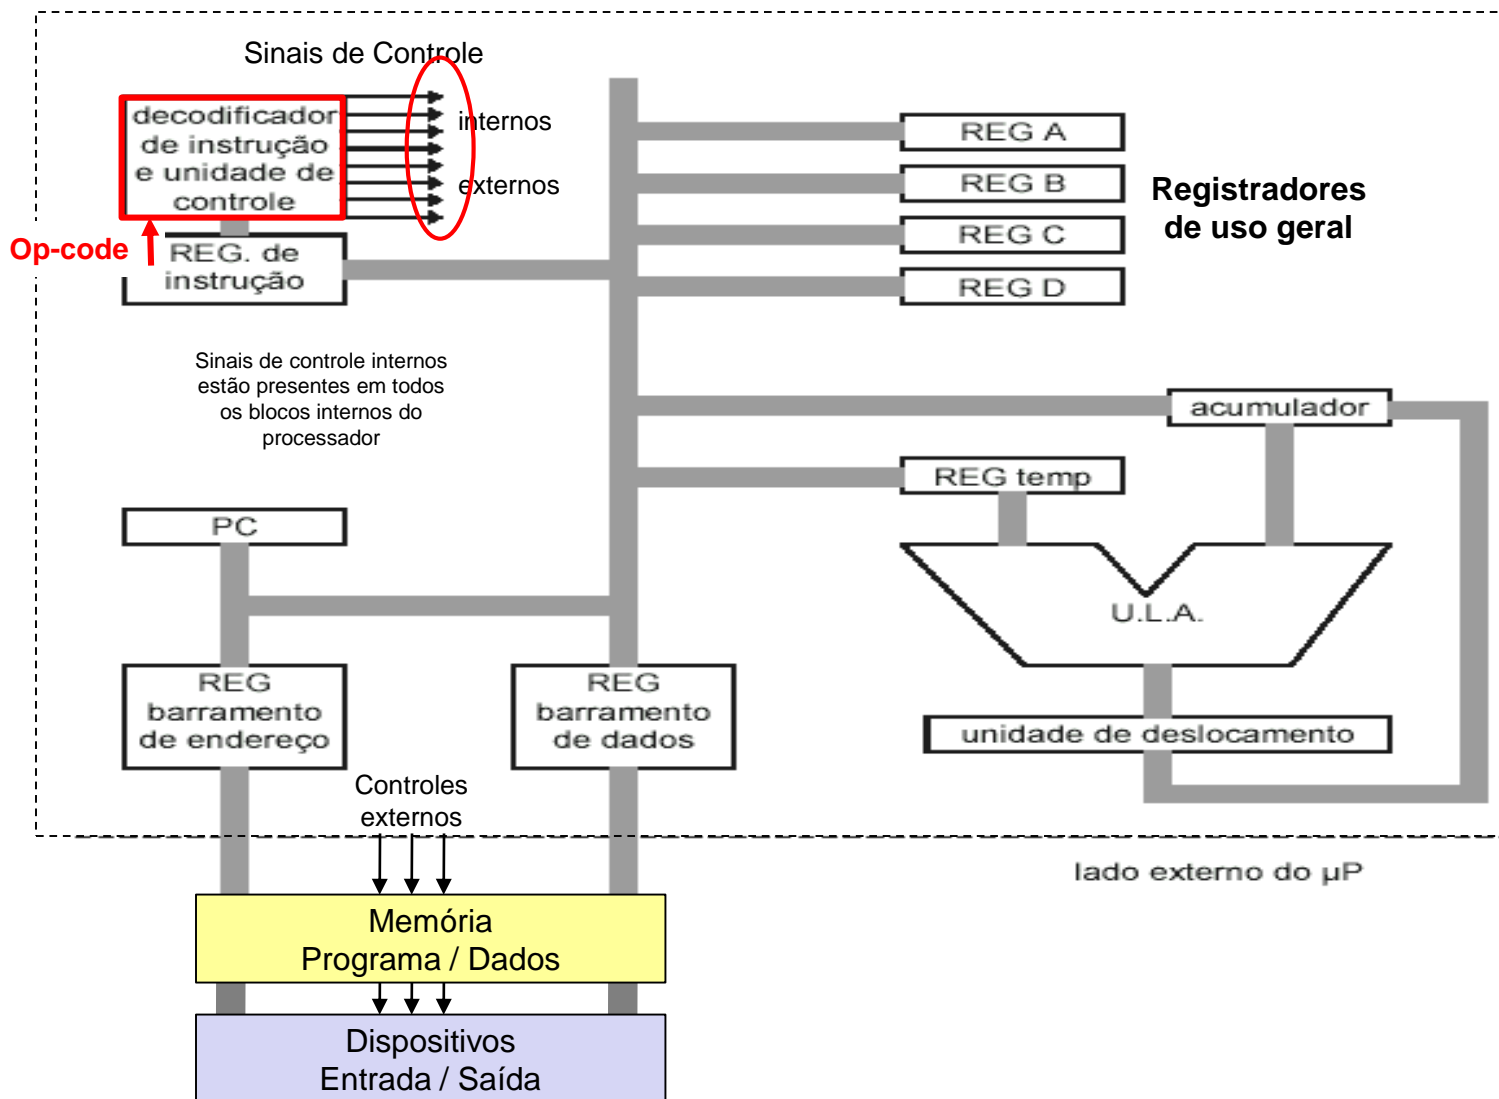 Sinais de Controle
decodificador
de instrução
e unidade de
controle
internos
externos
Op-code
REG. de
instrução
REG A
REG B
REG C
REG D
Registradores
de uso geral
Sinais de controle internos
estão presentes em todos
os blocos internos do
processador
acumulador
REG temp
PC
U.L.A.
REG
barramento
de endereço
REG
barramento
de dados
unidade de deslocamento
Controles
externos
lado externo do µP
Memória
Programa / Dados
Dispositivos
Entrada / Saída